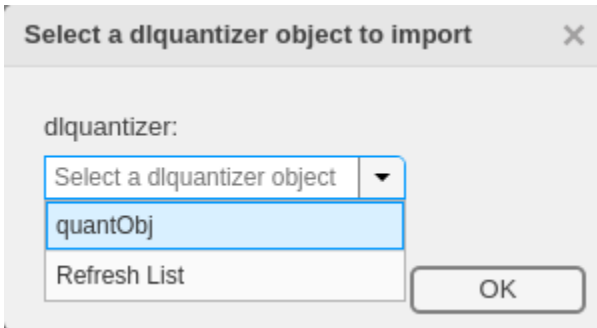 Select a dlquantizer object to import
dlquantizer:
Select a dlquantizer object
quantObj
Refresh List
OK